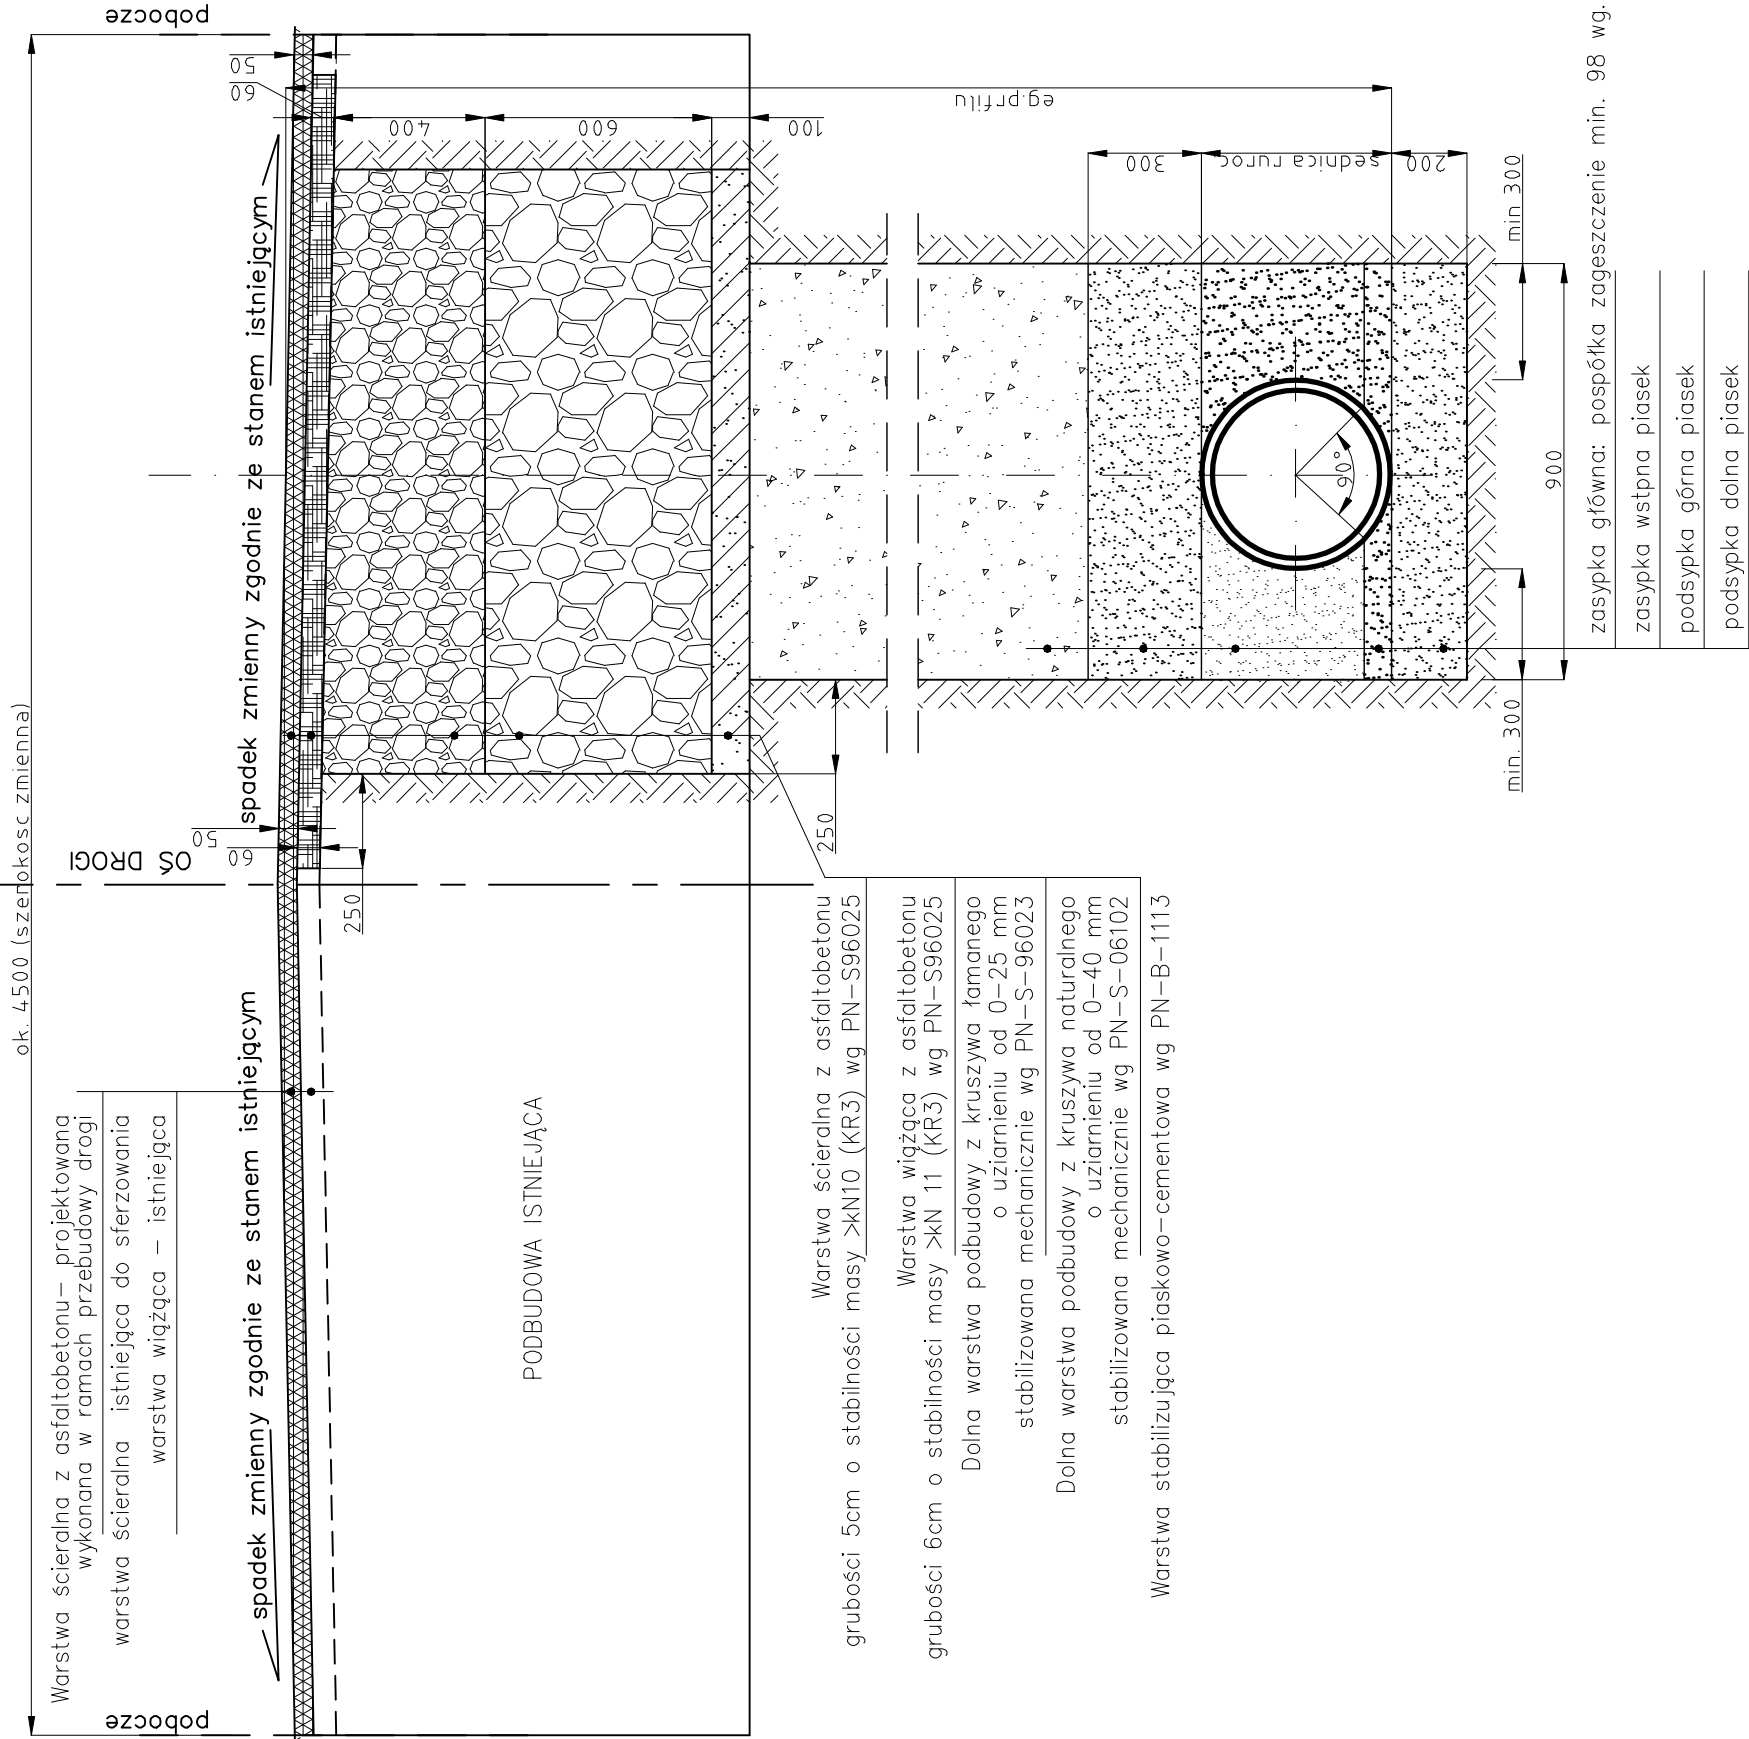 ok. 4500 (szenokosc zmienna)
pobocze
pobocze
OŚ DROGI
Warstwa ścieralna z asfaltobetonu– projektowana
wykonana w ramach przebudowy drogi
warstwa ścieralna istniejąca do sferzowania
warstwa wiążąca – istniejąca
spadek zmienny zgodnie ze stanem istniejącym
spadek zmienny zgodnie ze stanem istniejącym
50
60
50
60
400
600
100
250
250
eg.prfilu
300
sednica ruroc
200
min 300
min. 300
900
90°
PODBUDOWA ISTNIEJĄCA
Warstwa ścieralna z asfaltobetonu
grubości 5cm o stabilności masy >kN10 (KR3) wg PN–S96025
Warstwa wiążąca z asfaltobetonu
grubości 6cm o stabilności masy >kN 11 (KR3) wg PN–S96025
Dolna warstwa podbudowy z kruszywa łamanego
o uziarnieniu od 0–25 mm
stabilizowana mechanicznie wg PN–S–96023
Dolna warstwa podbudowy z kruszywa naturalnego
o uziarnieniu od 0–40 mm
stabilizowana mechanicznie wg PN–S–06102
Warstwa stabilizująca piaskowo–cementowa wg PN–B–1113
zasypka główna: pospółka zagęszczenie min. 98 wg.
zasypka wstpna piasek
podsypka górna piasek
podsypka dolna piasek